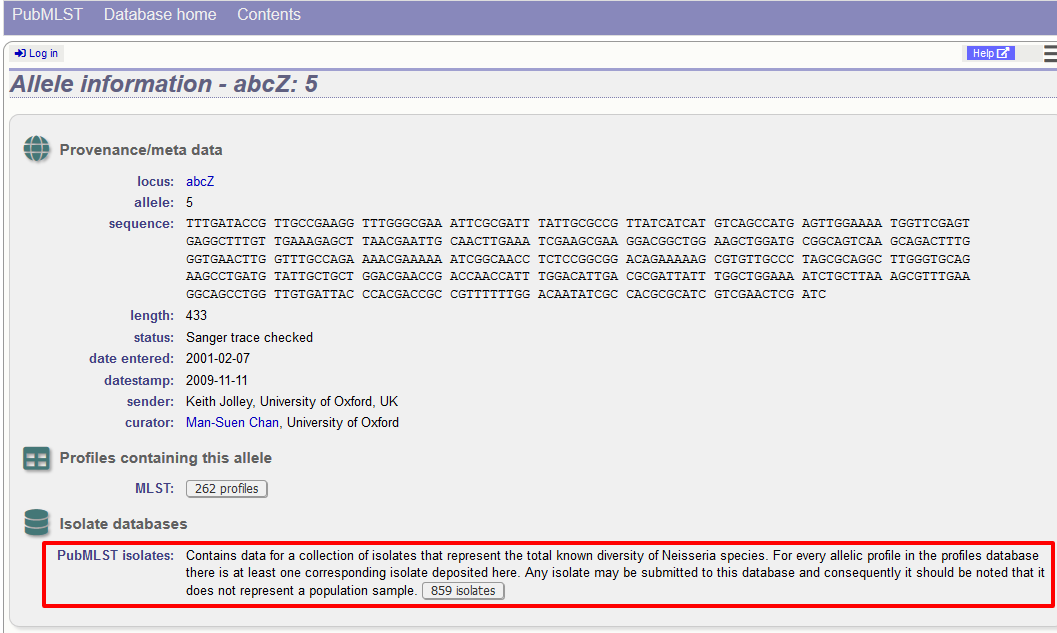 PubMLST Database home Contents
Log in Help
Allele information - abcZ: 5
Provenance/meta data
locus: abcZ
allele: 5
sequence: TTTGATACCG TTGCCGAAGG TTTGGGCGAA ATTCGCGATT TATTGCGCCG TTATCATCAT GTCAGCCATG AGTTGGAAAA TGGTTCGAGT
GAGGCTTTGT TGAAAGAGCT TAACGAATTG CAACTTGAAA TCGAAGCGAA GGACGGCTGG AAGCTGGATG CGGCAGTCAA GCAGACTTTG
GGTGAACTTG GTTTGCCAGA AAACGAAAAA ATCGGCAACC TCTCCGGCGG ACAGAAAAAG CGTGTTGCCC TAGCGCAGGC TTGGGTGCAG
AAGCCTGATG TATTGCTGCT GGACGAACCG ACCAACCATT TGGACATTGA CGCGATTATT TGGCTGGAAA ATCTGCTTAA AGCGTTTGAA
GGCAGCCTGG TTGTGATTAC CCACGACCGC CGTTTTTTGG ACAATATCGC CACGCGCATC GTCGAACTCG ATC
length: 433
status: Sanger trace checked
date entered: 2001-02-07
datestamp: 2009-11-11
sender: Keith Jolley, University of Oxford, UK
curator: Man-Suen Chan, University of Oxford
Profiles containing this allele
MLST: 262 profiles
Isolate databases
PubMLST isolates: Contains data for a collection of isolates that represent the total known diversity of Neisseria species. For every allelic profile in the profiles database
there is at least one corresponding isolate deposited here. Any isolate may be submitted to this database and consequently it should be noted that it
does not represent a population sample. 859 isolates